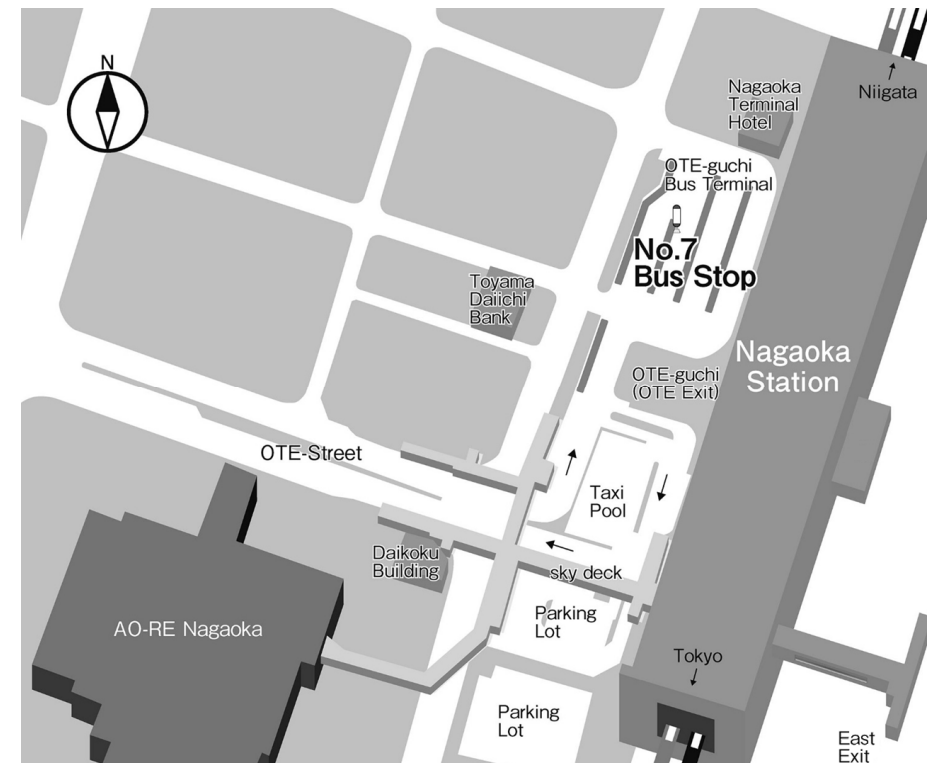 N
Niigata
Nagaoka
Terminal
Hotel
OTE-guchi
Bus Terminal
No.7
Bus Stop
Toyama
Daiichi
Bank
Nagaoka
Station
OTE-guchi
(OTE Exit)
OTE-Street
Taxi
Pool
Daikoku
Building
sky deck
Parking
Lot
AO-RE Nagaoka
Tokyo
Parking
Lot
East
Exit